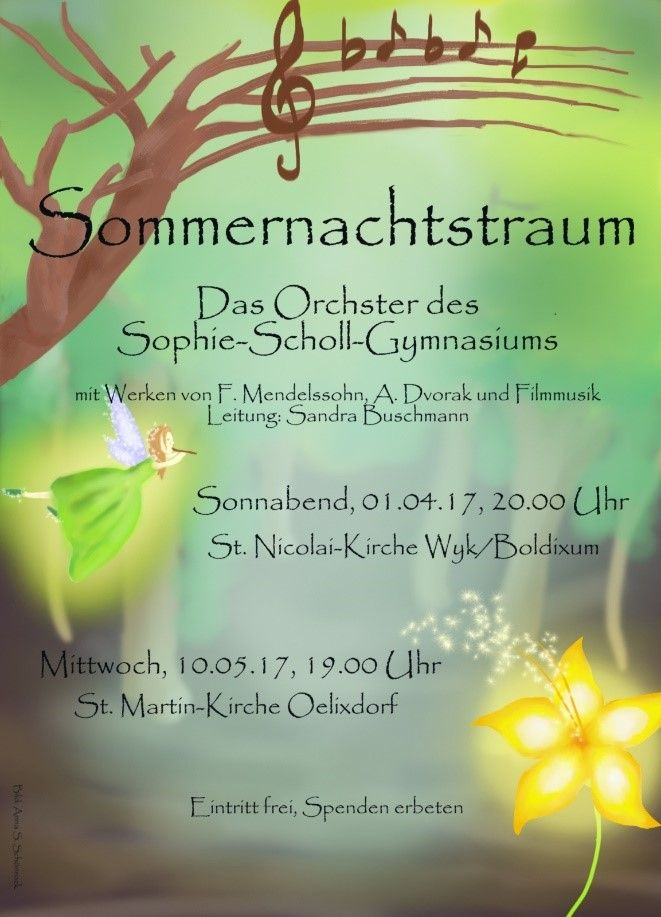 Sommernachtstraum
Das Orchster des
Sophie-Scholl-Gymnasiums
mit Werken von F. Mendelssohn, A. Dvorak und Filmmusik
Leitung: Sandra Buschmann
Sonnabend, 01.04.17, 20.00 Uhr
St. Nicolai-Kirche Wyk/Boldixum
Mittwoch, 10.05.17, 19.00 Uhr
St. Martin-Kirche Oelixdorf
Eintritt frei, Spenden erbeten
Bild: Anna S.